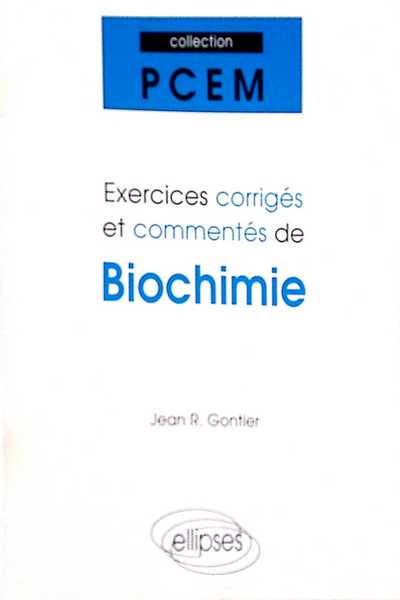 collection
PCEM
Exercices corrigés
et commentés de
Biochimie
Jean R. Gontier
ellipses